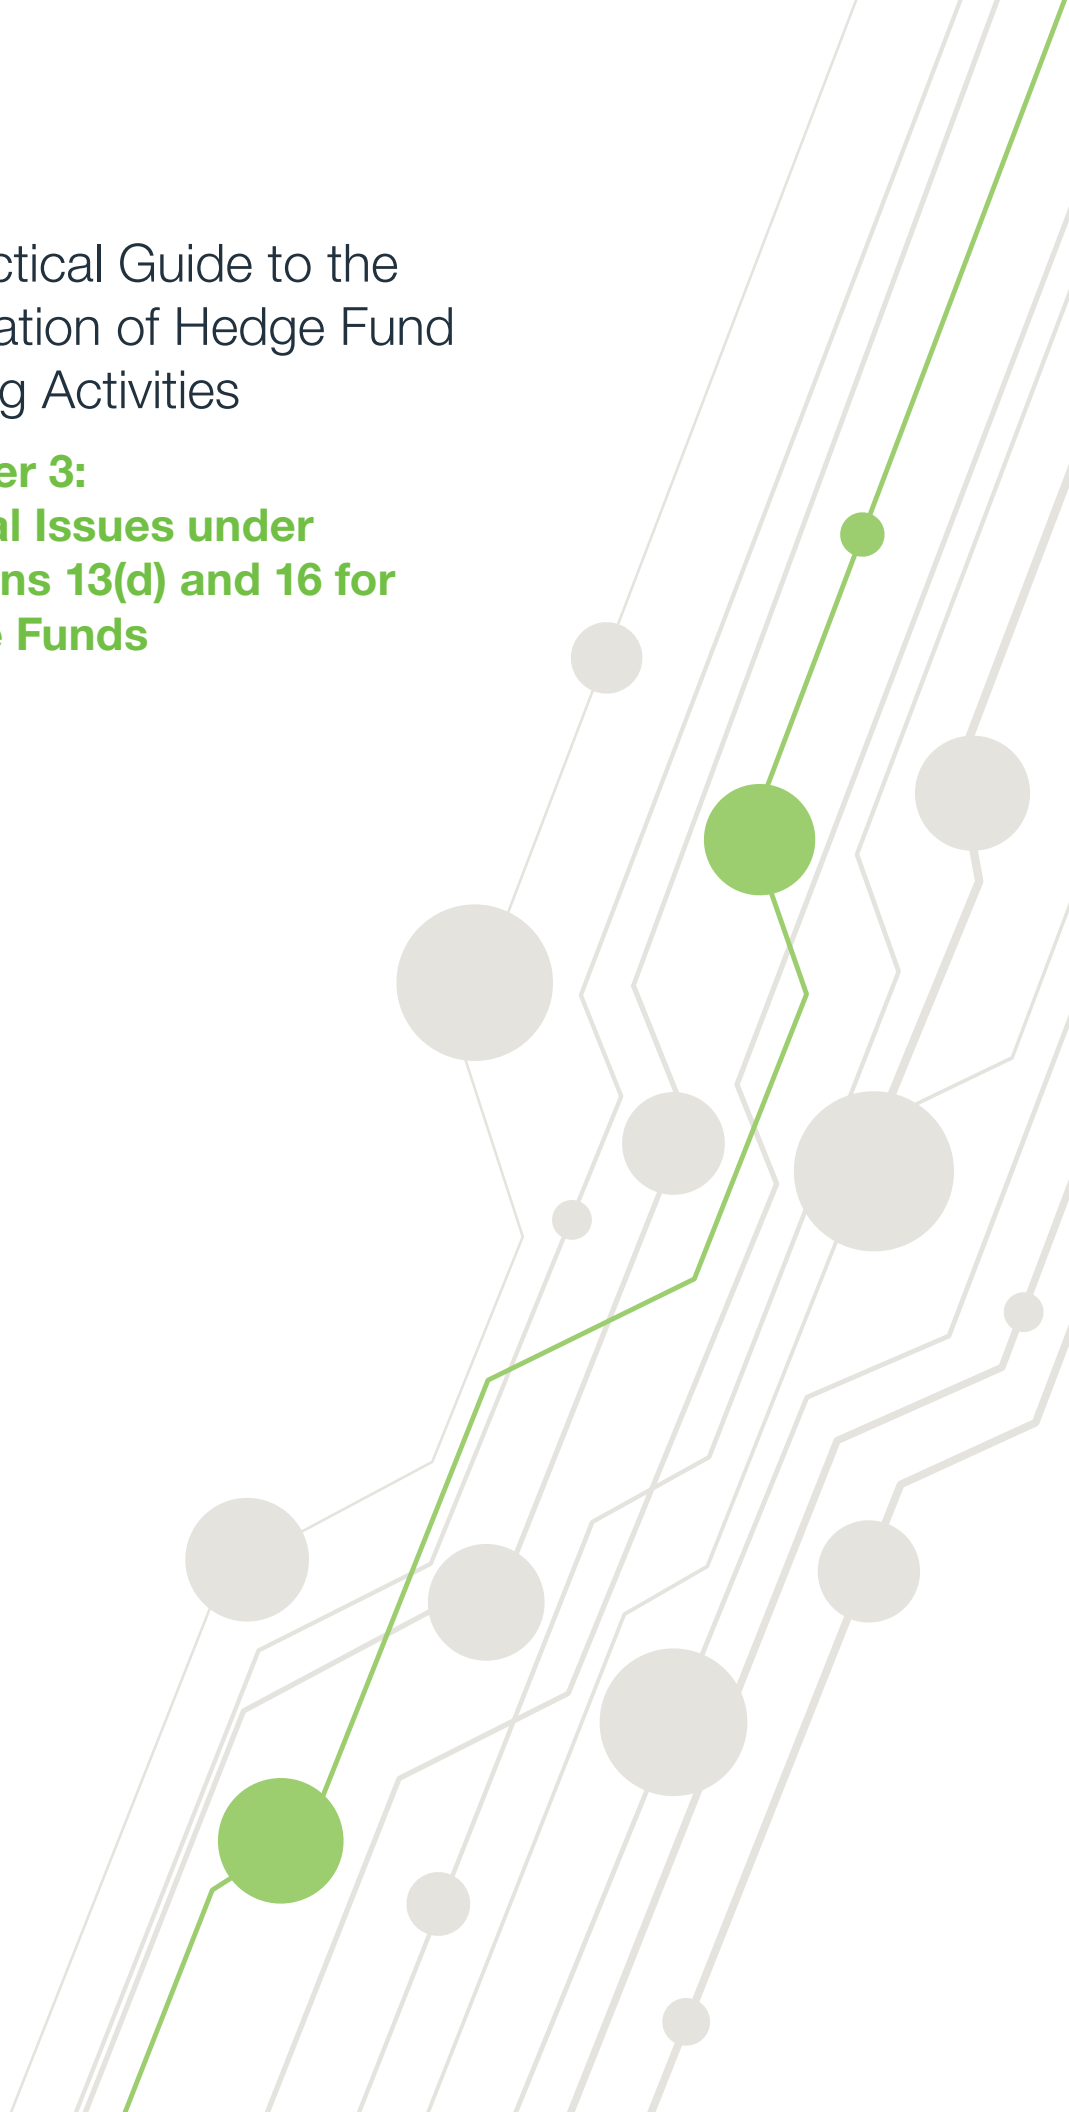 ctical Guide to the
ation of Hedge Fund
g Activities
er 3:
al Issues under
ns 13(d) and 16 for
e Funds